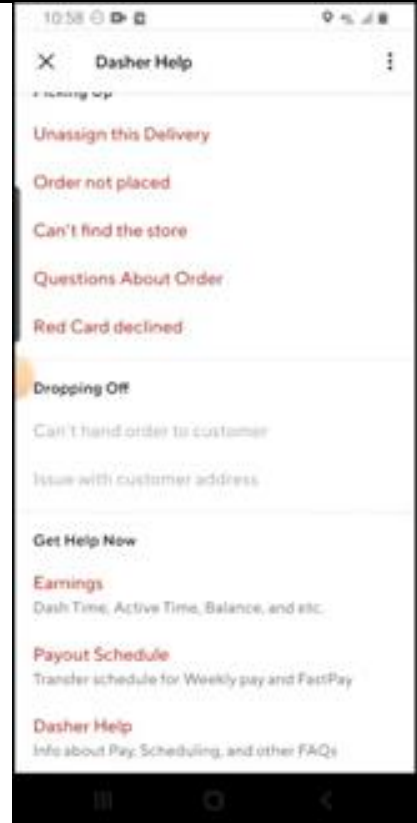 10:58
Dasher Help
Picking Up
Unassign this Delivery
Order not placed
Can't find the store
Questions About Order
Red Card declined
Dropping Off
Can't hand order to customer
Issue with customer address
Get Help Now
Earnings
Dash Time, Active Time, Balance, and etc.
Payout Schedule
Transfer schedule for Weekly pay and FastPay
Dasher Help
Info about Pay, Scheduling, and other FAQs